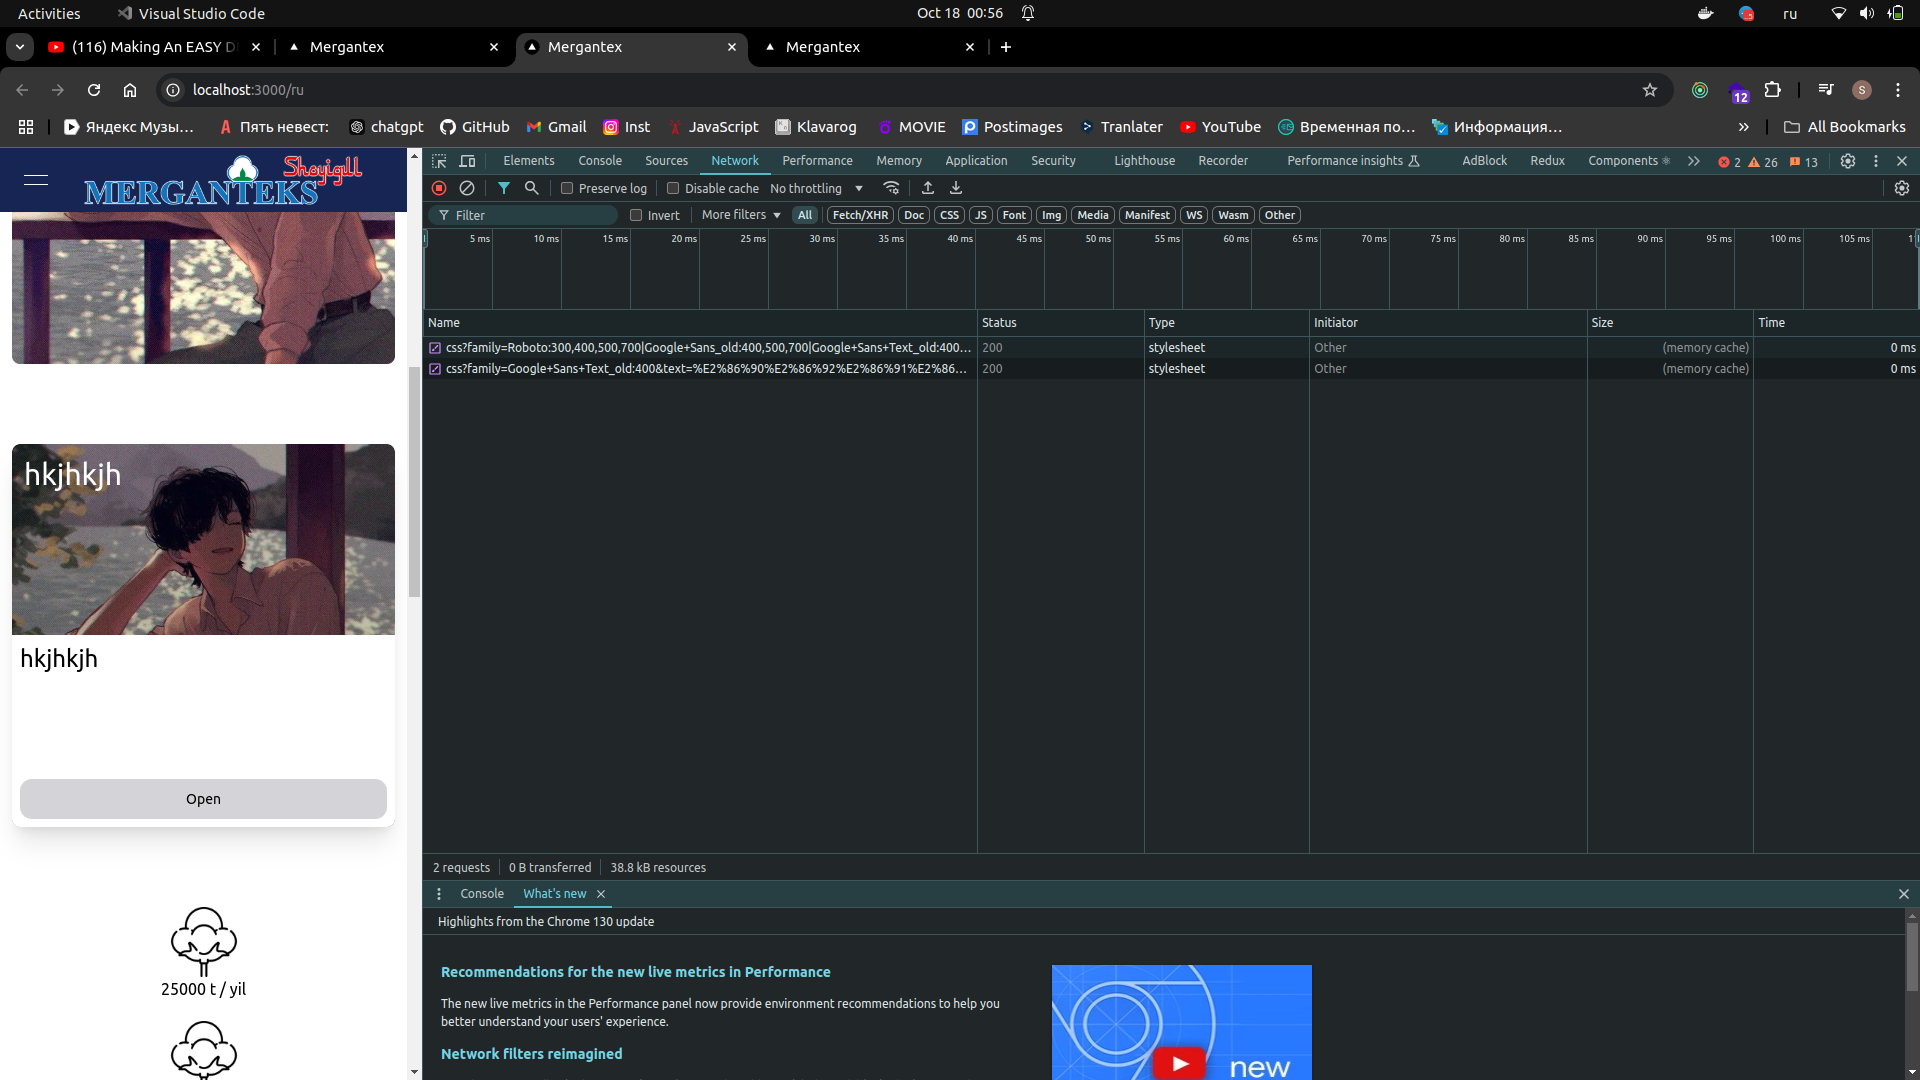 Activities
Visual Studio Code
Oct 18 00:56
ru
(116) Making An EASY D
Mergantex
Mergantex
Mergantex
localhost:3000/ru
12
S
Яндекс Музы...
Пять невест:
chatgpt
GitHub
Gmail
Inst
JavaScript
Klavarog
MOVIE
Postimages
Tranlater
YouTube
Временная по...
Информация...
All Bookmarks
MERGANTEKS
Shoyigull
hkjhkjh
hkjhkjh
Open
25000 t / yil
Elements
Console
Sources
Network
Performance
Memory
Application
Security
Lighthouse
Recorder
Performance insights
AdBlock
Redux
Components
2
26
13
Preserve log
Disable cache
No throttling
Filter
Invert
More filters
All
Fetch/XHR
Doc
CSS
JS
Font
Img
Media
Manifest
WS
Wasm
Other
5 ms
10 ms
15 ms
20 ms
25 ms
30 ms
35 ms
40 ms
45 ms
50 ms
55 ms
60 ms
65 ms
70 ms
75 ms
80 ms
85 ms
90 ms
95 ms
100 ms
105 ms
Name
Status
Type
Initiator
Size
Time
css?family=Roboto:300,400,500,700|Google+Sans_old:400,500,700|Google+Sans+Text_old:400...
200
stylesheet
Other
(memory cache)
0 ms
css?family=Google+Sans+Text_old:400&text=%E2%86%90%E2%86%92%E2%86%91%E2%86...
200
stylesheet
Other
(memory cache)
0 ms
2 requests
0 B transferred
38.8 kB resources
Console
What's new
Highlights from the Chrome 130 update
Recommendations for the new live metrics in Performance
The new live metrics in the Performance panel now provide environment recommendations to help you
better understand your users' experience.
Network filters reimagined
new